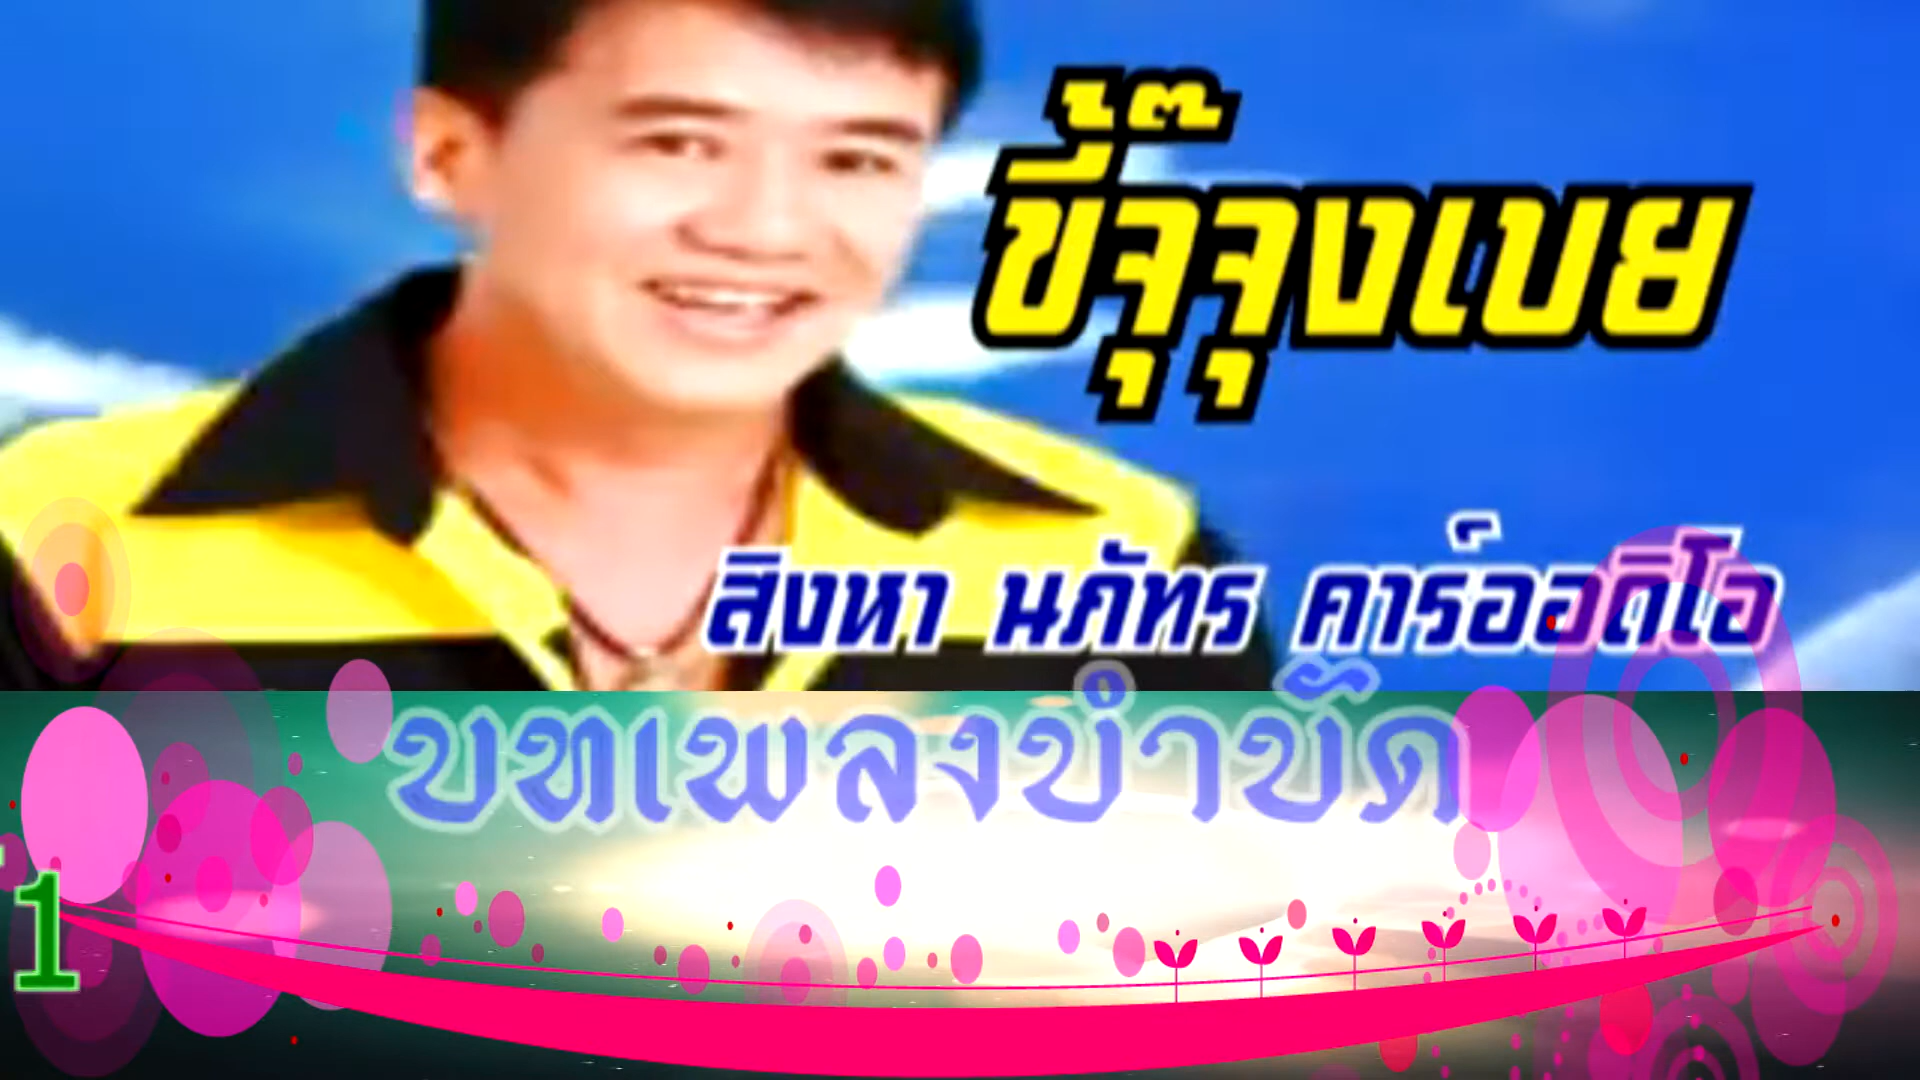 ขี้จุ๊จุงเบย
สิงหา นภัทร คาร์ออดิโอ
บทเพลงบำบัด
1